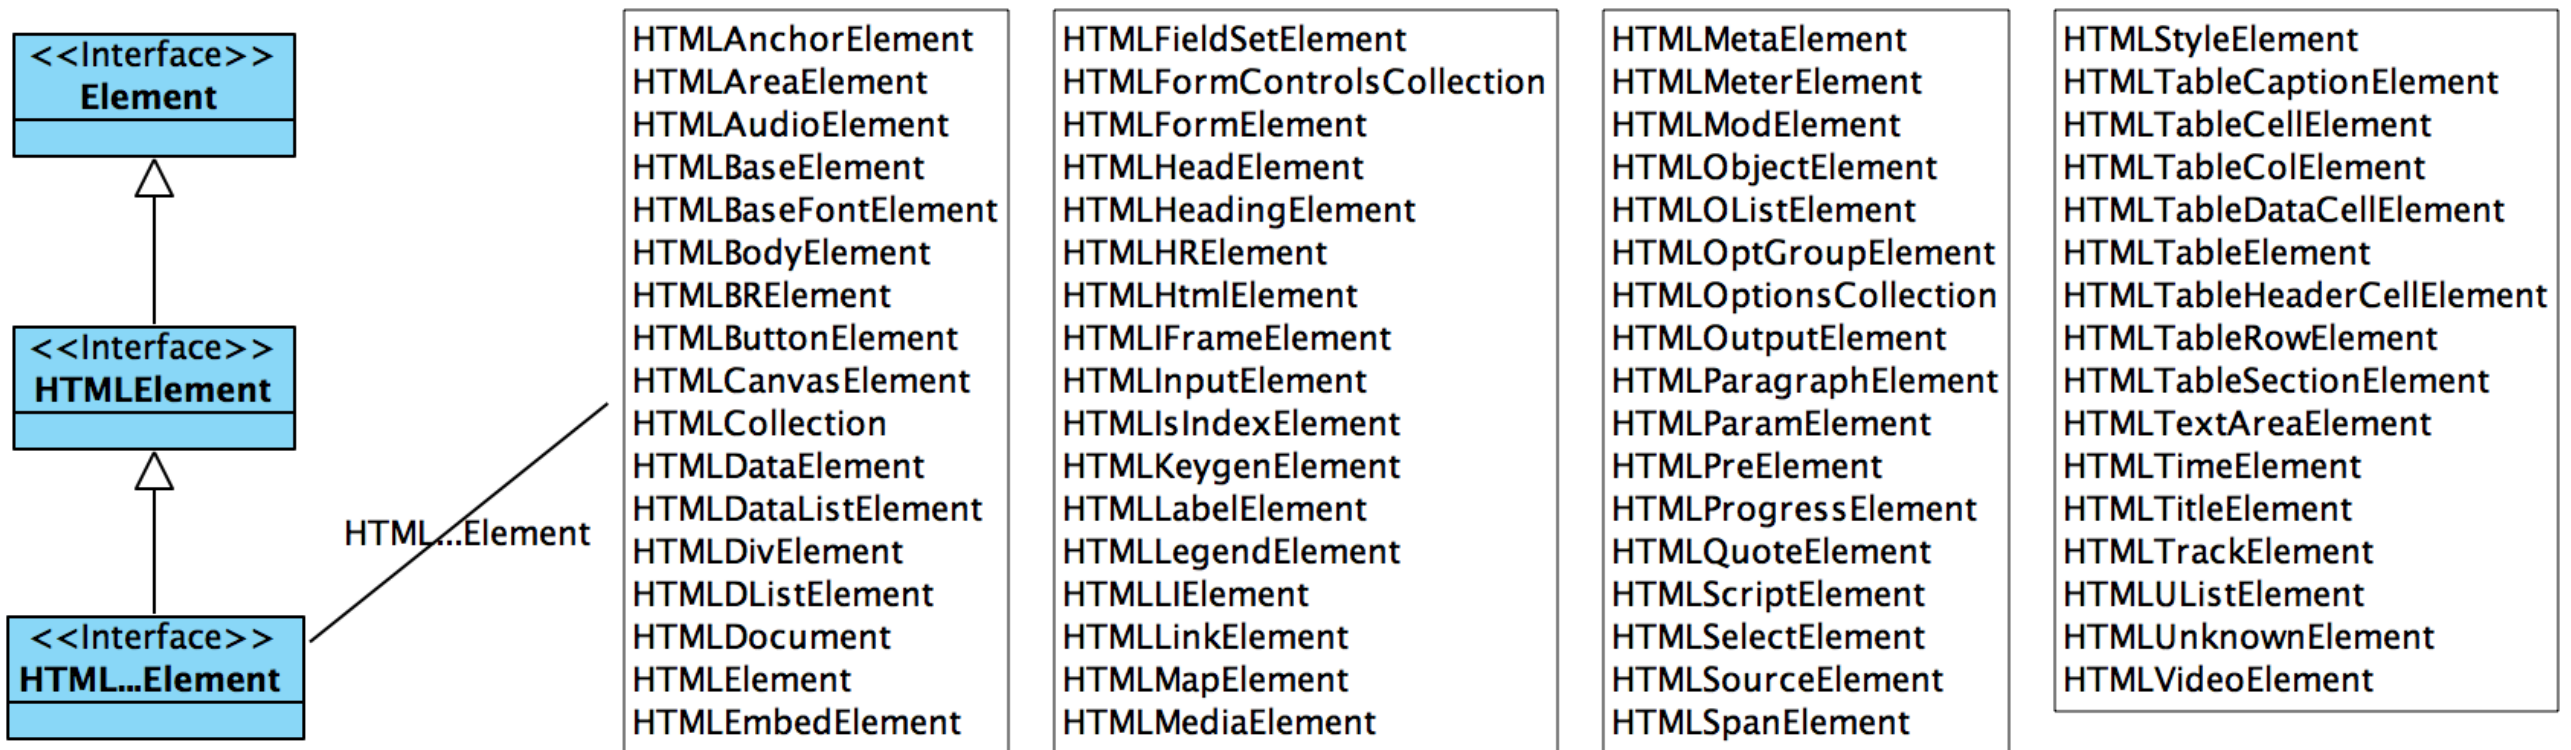 <<Interface>>
Element
<<Interface>>
HTMLElement
<<Interface>>
HTML...Element
HTML...Element
HTMLAnchorElement
HTMLAreaElement
HTMLAudioElement
HTMLBaseElement
HTMLBaseFontElement
HTMLBodyElement
HTMLBRElement
HTMLButtonElement
HTMLCanvasElement
HTMLCollection
HTMLDataElement
HTMLDataListElement
HTMLDivElement
HTMLDListElement
HTMLDocument
HTMLElement
HTMLEmbedElement
HTMLFieldSetElement
HTMLFormControlsCollection
HTMLFormElement
HTMLHeadElement
HTMLHeadingElement
HTMLHRElement
HTMLHtmlElement
HTMLIFrameElement
HTMLInputElement
HTMLIsIndexElement
HTMLKeygenElement
HTMLLabelElement
HTMLLegendElement
HTMLLIElement
HTMLLinkElement
HTMLMapElement
HTMLMediaElement
HTMLMetaElement
HTMLMeterElement
HTMLModElement
HTMLObjectElement
HTMLOListElement
HTMLOptGroupElement
HTMLOptionsCollection
HTMLOutputElement
HTMLParagraphElement
HTMLParamElement
HTMLPreElement
HTMLProgressElement
HTMLQuoteElement
HTMLScriptElement
HTMLSelectElement
HTMLSourceElement
HTMLSpanElement
HTMLStyleElement
HTMLTableCaptionElement
HTMLTableCellElement
HTMLTableColElement
HTMLTableDataCellElement
HTMLTableElement
HTMLTableHeaderCellElement
HTMLTableRowElement
HTMLTableSectionElement
HTMLTextAreaElement
HTMLTimeElement
HTMLTitleElement
HTMLTrackElement
HTMLUListElement
HTMLUnknownElement
HTMLVideoElement